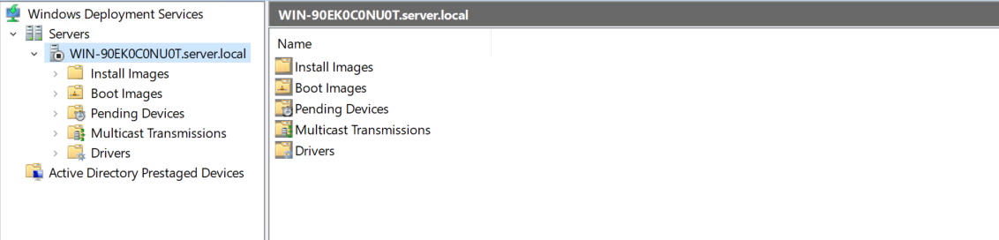 Windows Deployment Services
Servers
WIN-90EK0C0NU0T.server.local
Install Images
Boot Images
Pending Devices
Multicast Transmissions
Drivers
Active Directory Prestaged Devices
WIN-90EK0C0NU0T.server.local
Name
Install Images
Boot Images
Pending Devices
Multicast Transmissions
Drivers